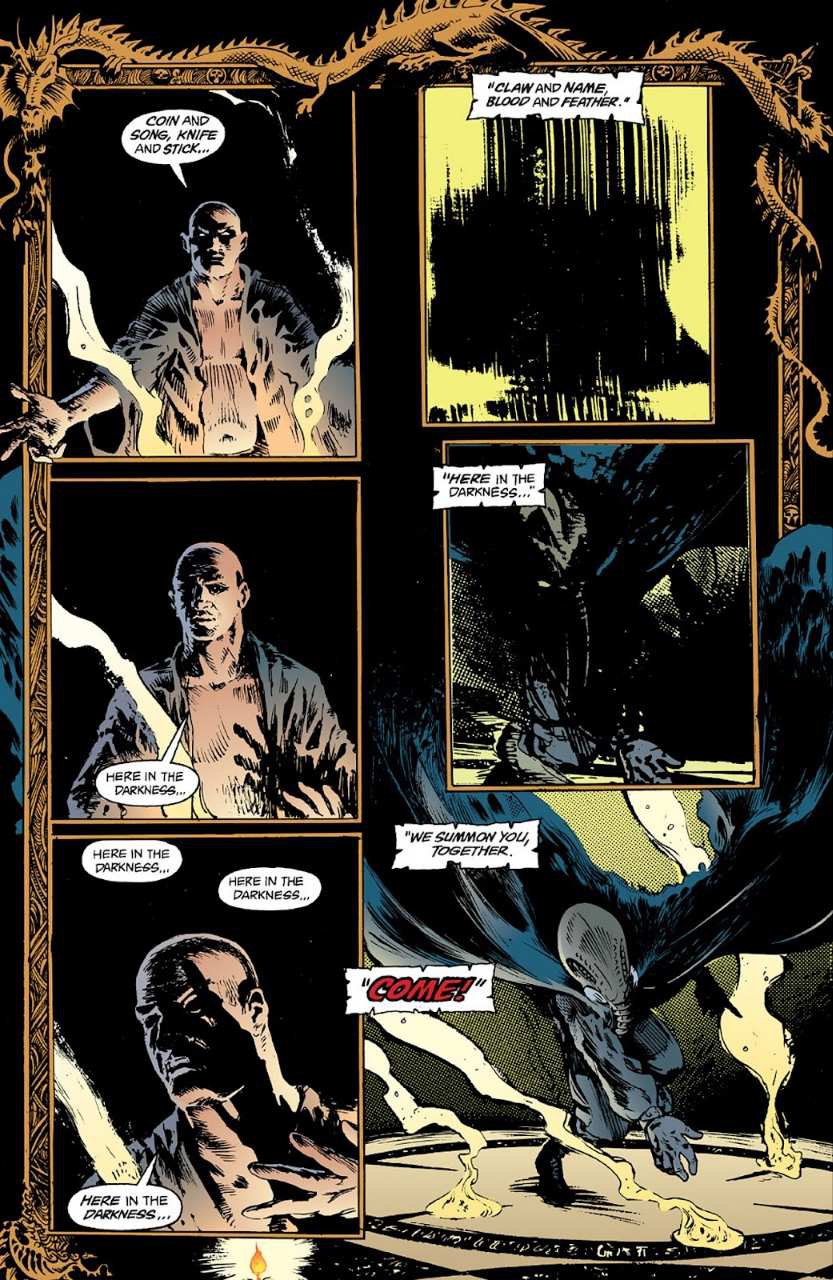 COIN AND
SONG, KNIFE
AND STICK...
HERE IN THE
DARKNESS...
HERE IN THE
DARKNESS...
HERE IN THE
DARKNESS...
HERE IN THE
DARKNESS...
"CLAW AND NAME,
BLOOD AND FEATHER."
"HERE IN THE
DARKNESS..."
"WE SUMMON YOU,
TOGETHER.
"COME!"